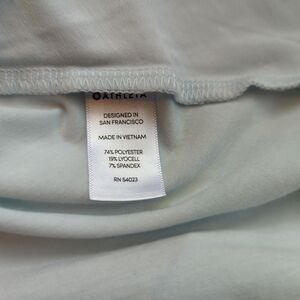 ATHLETA
DESIGNED IN
SAN FRANCISCO
MADE IN VIETNAM
74% POLYESTER
19% LYOCELL
7% SPANDEX
RN 54023